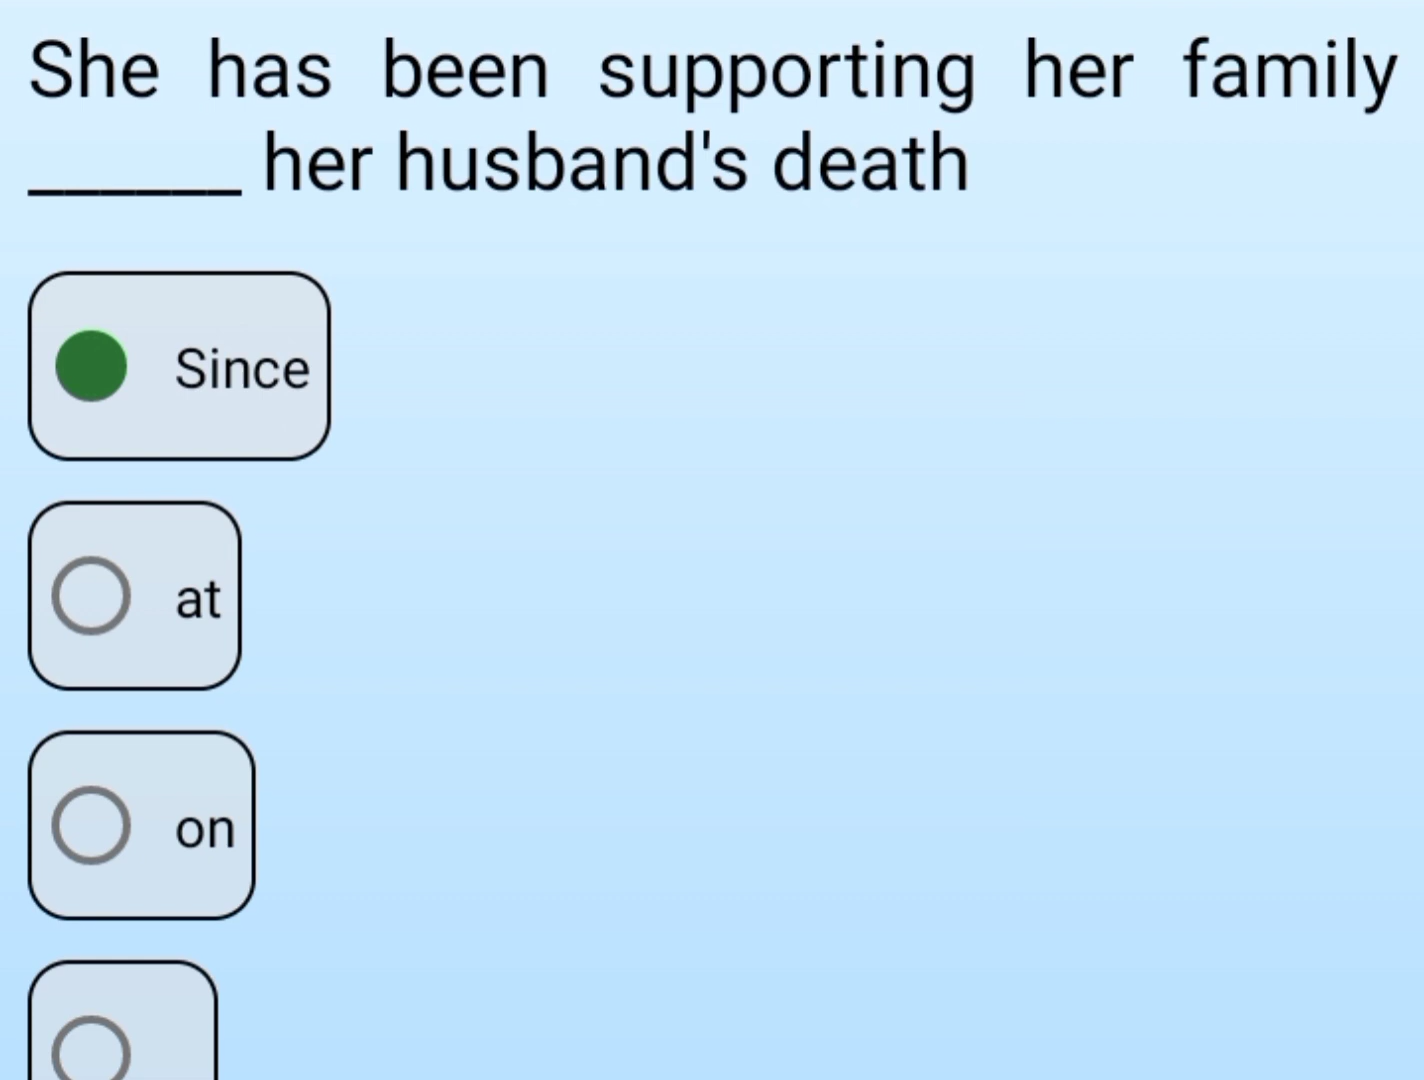 She has been supporting her family
______ her husband's death
Since
at
on